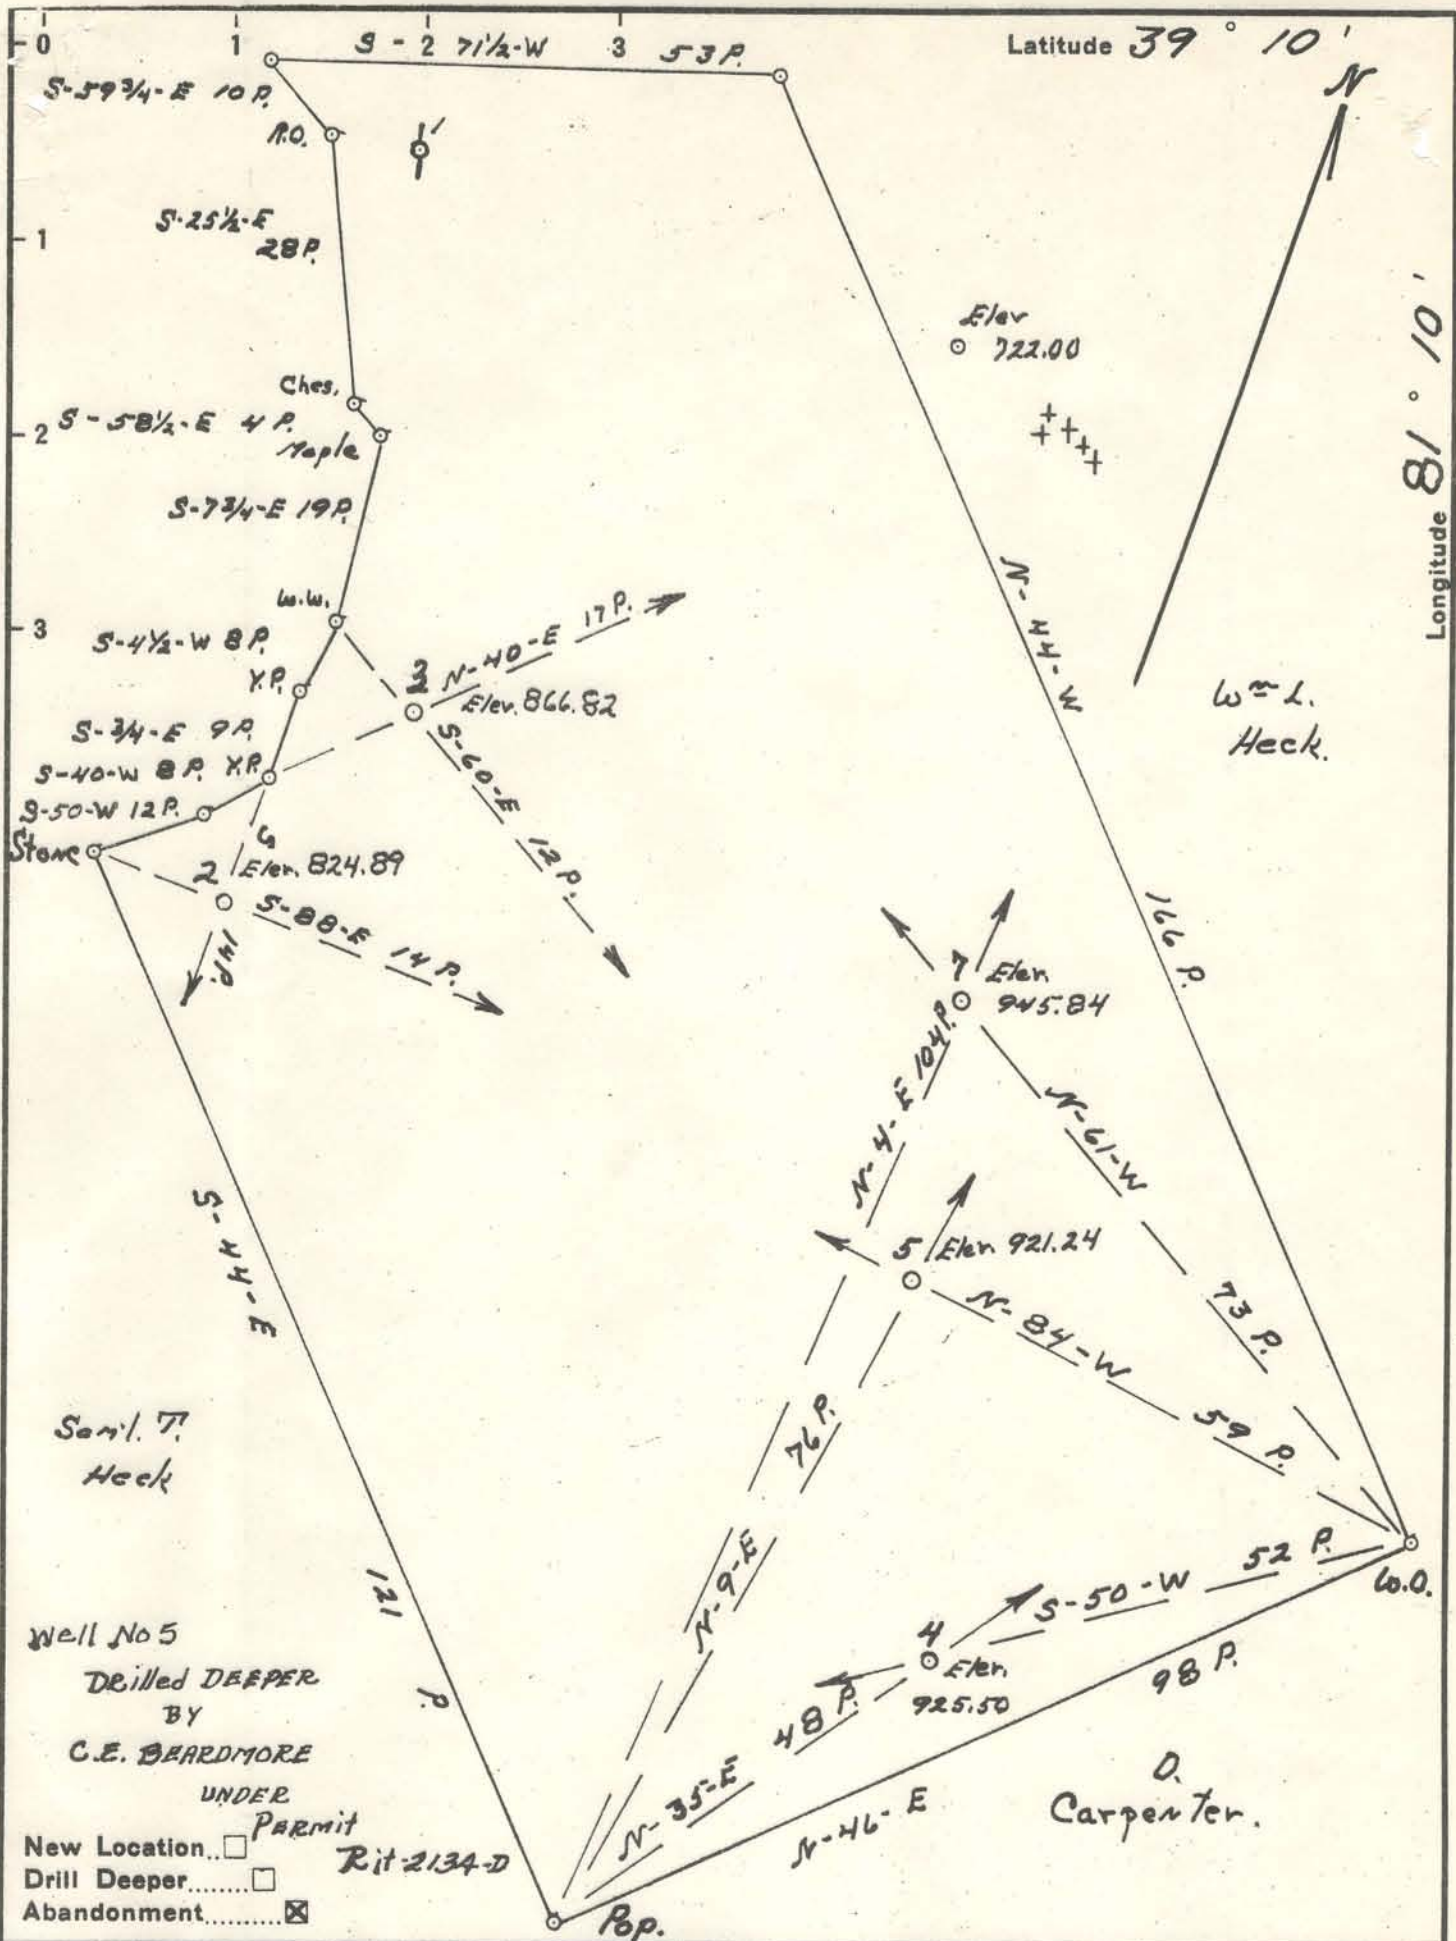 0 1 2 3
S - 71½-W 53 P.
Latitude 39° 10'
N
S-59¾-E 10 P.
R.O.
1'
S-25½-E
28 P.
1
Elev
722.00
Longitude 81° 10'
Ches.
2
S-58½-E 4 P.
Maple
S-7¾-E 19 P.
N-44-W
166 P.
W.W.
3
S-4½-W 8 P.
Y.P.
3
N-40-E 17 P.
Elev. 866.82
S-60-E 12 P.
Wm L.
Heck.
S-¾-E 9 P.
S-40-W 8 P. Y.P.
S-50-W 12 P.
Stone
S
14 P.
2 Elev. 824.89
S-88-E 14 P.
7 Elev.
945.84
N-4-E 104 P.
N-61-W
73 P.
S-44-E
121
P.
5 Elev. 921.24
N-84-W
59 P.
76 P.
N-9-E
Sam'l. T.
Heck
S-50-W 52 P.
W.O.
4
Elev.
925.50
48 P.
N-35-E
98 P.
N-46-E
D.
Carpenter.
Well No 5
Drilled DEEPER
BY
C.E. BEARDMORE
UNDER
PERMIT
Rit-2134-D
New Location.. ☐
Drill Deeper........ ☐
Abandonment.......... ☒
Pop.